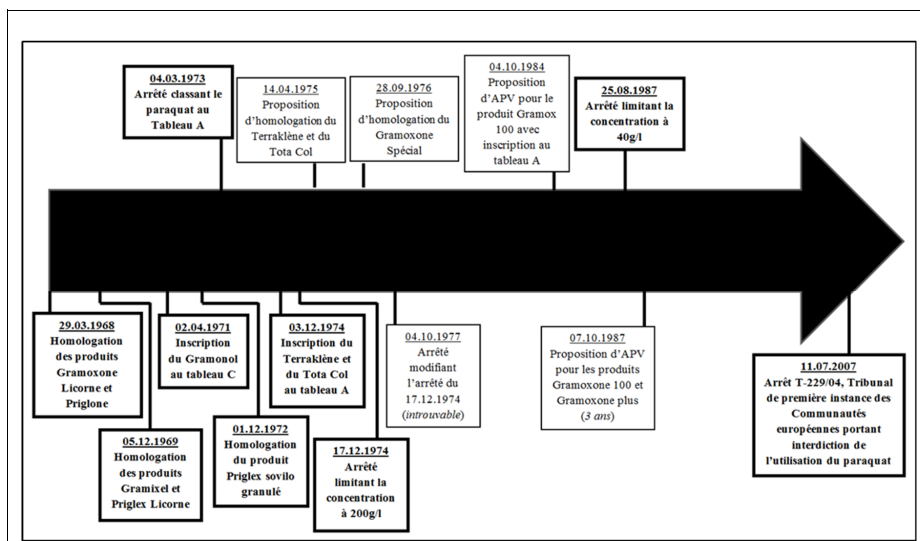 04.03.1973
Arrêté classant le
paraquat au
Tableau A
14.04.1975
Proposition
d’homologation du
Terraklène et du
Tota Col
28.09.1976
Proposition
d’homologation du
Gramoxone
Spécial
04.10.1984
Proposition
d’APV pour le
produit Gramox
100 avec
inscription au
tableau A
25.08.1987
Arrêté limitant la
concentration à
40g/l
29.03.1968
Homologation
des produits
Gramoxone
Licorne et
Priglone
05.12.1969
Homologation
des produits
Gramixel et
Priglex Licorne
02.04.1971
Inscription
du Gramonol
au tableau C
01.12.1972
Homologation
du produit
Priglex sovilo
granulé
03.12.1974
Inscription du
Terraklène et
du Tota Col
au tableau A
17.12.1974
Arrêté
limitant la
concentration
à 200g/l
04.10.1977
Arrêté
modifiant
l’arrêté du
17.12.1974
(introuvable)
07.10.1987
Proposition d’APV
pour les produits
Gramoxone 100 et
Gramoxone plus
(3 ans)
11.07.2007
Arrêt T-229/04, Tribunal
de première instance des
Communautés
européennes portant
interdiction de
l’utilisation du paraquat